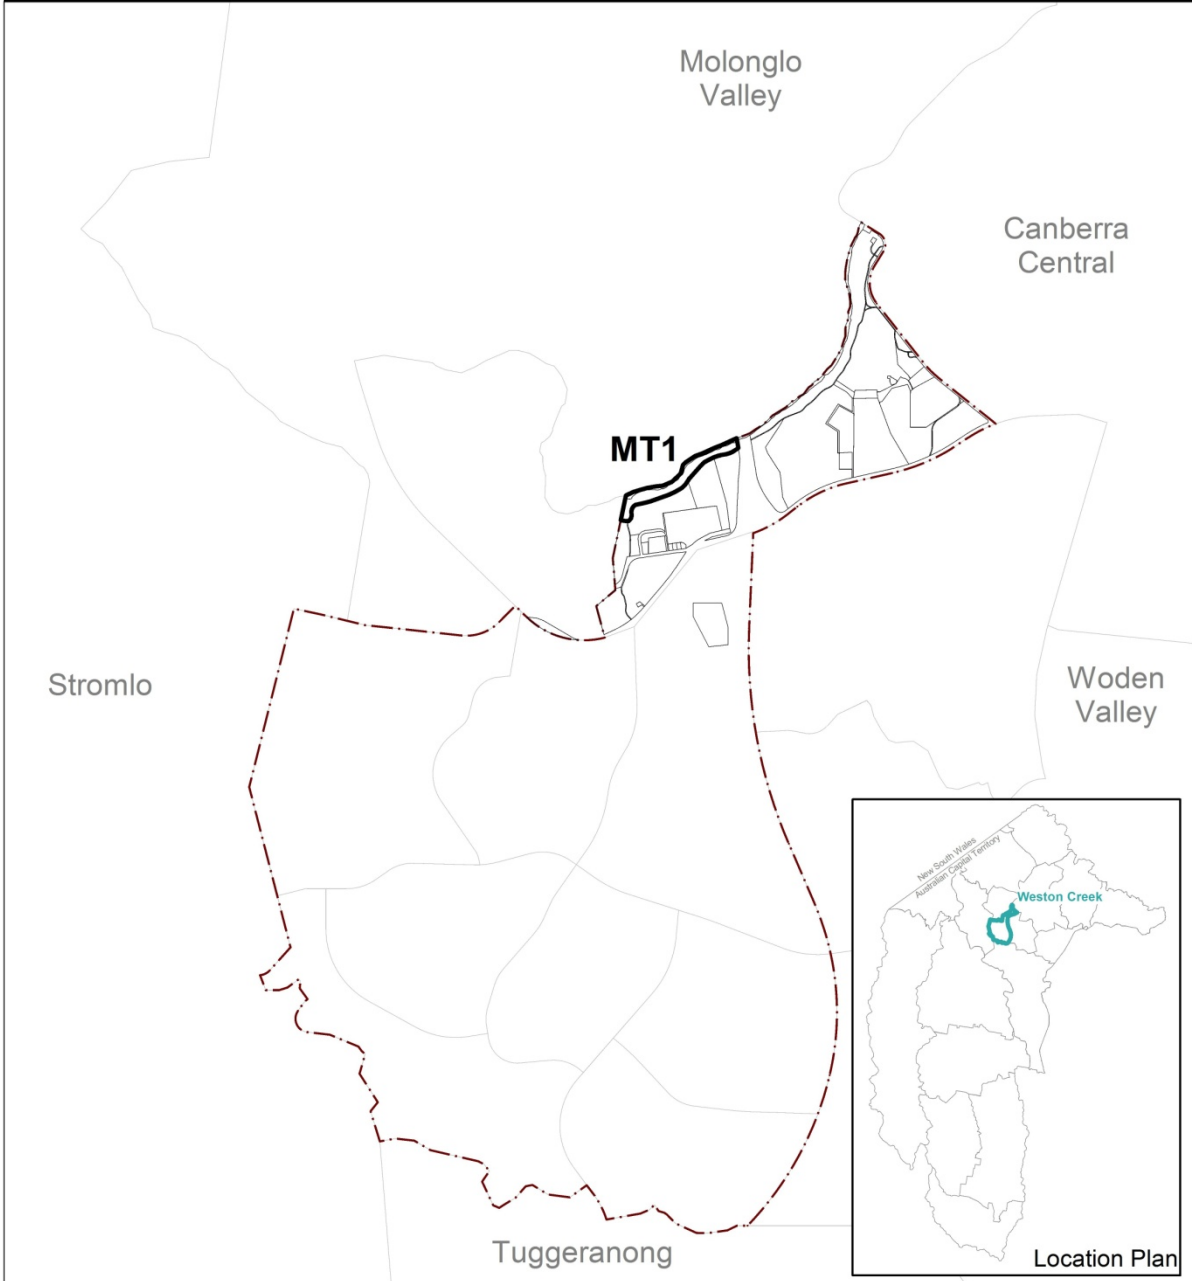 Molonglo
Valley
Canberra
Central
MT1
Stromlo
Woden
Valley
New South Wales
Australian Capital Territory
Weston Creek
Tuggeranong
Location Plan